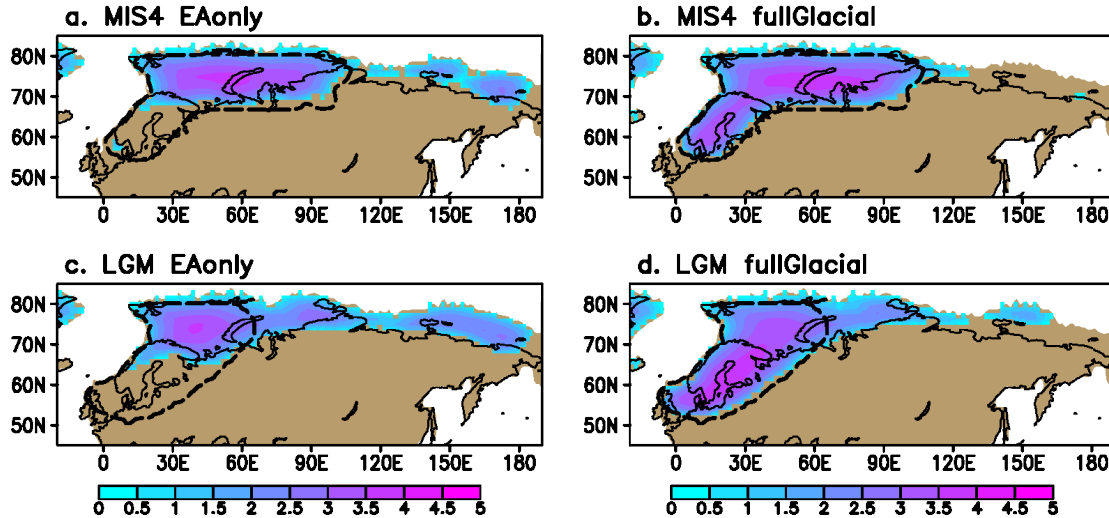 a. MIS4 EAonly
b. MIS4 fullGlacial
80N
70N
60N
50N
0 30E 60E 90E 120E 150E 180
80N
70N
60N
50N
0 30E 60E 90E 120E 150E 180
c. LGM EAonly
d. LGM fullGlacial
80N
70N
60N
50N
0 30E 60E 90E 120E 150E 180
80N
70N
60N
50N
0 30E 60E 90E 120E 150E 180
0 0.5 1 1.5 2 2.5 3 3.5 4 4.5 5
0 0.5 1 1.5 2 2.5 3 3.5 4 4.5 5